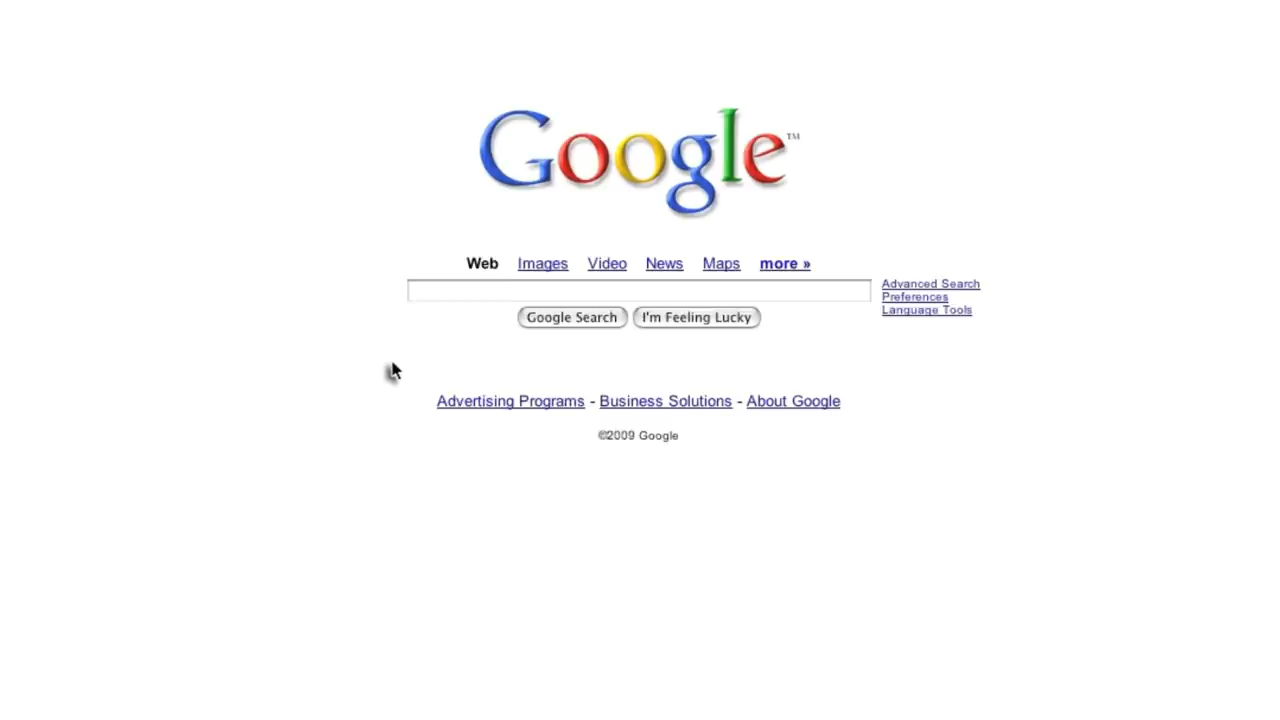 Google™
Web Images Video News Maps more »
Advanced Search
Preferences
Language Tools
Google Search I'm Feeling Lucky
Advertising Programs - Business Solutions - About Google
©2009 Google